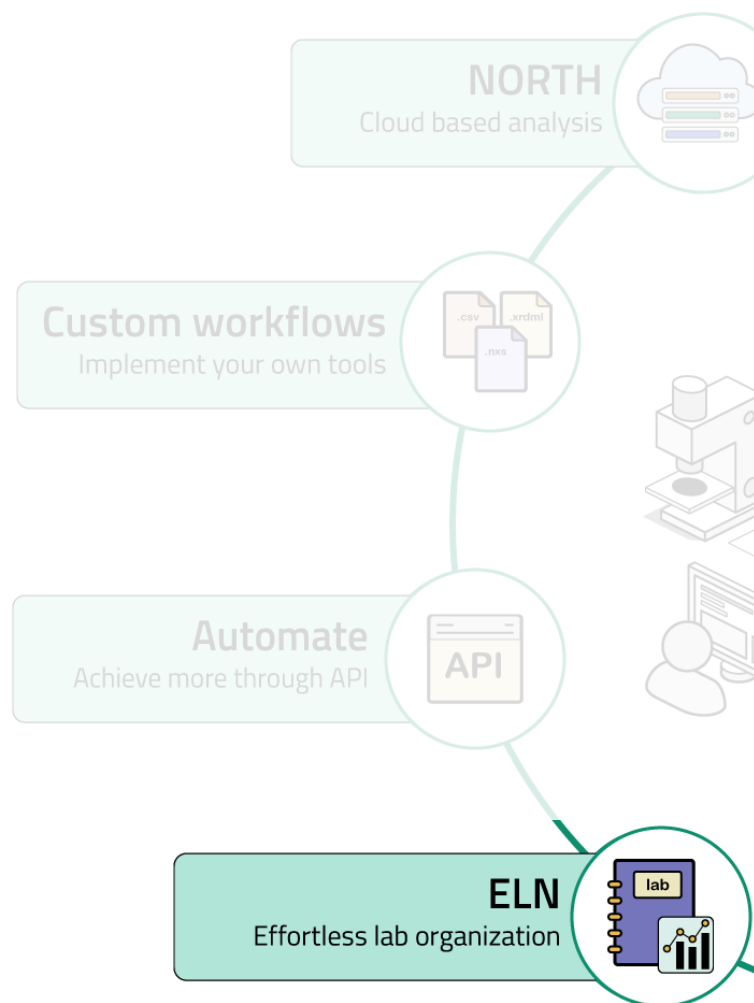 NORTH
Cloud based analysis
Custom workflows
Implement your own tools
.csv
.xrdml
.nxs
Automate
Achieve more through API
API
ELN
Effortless lab organization
lab